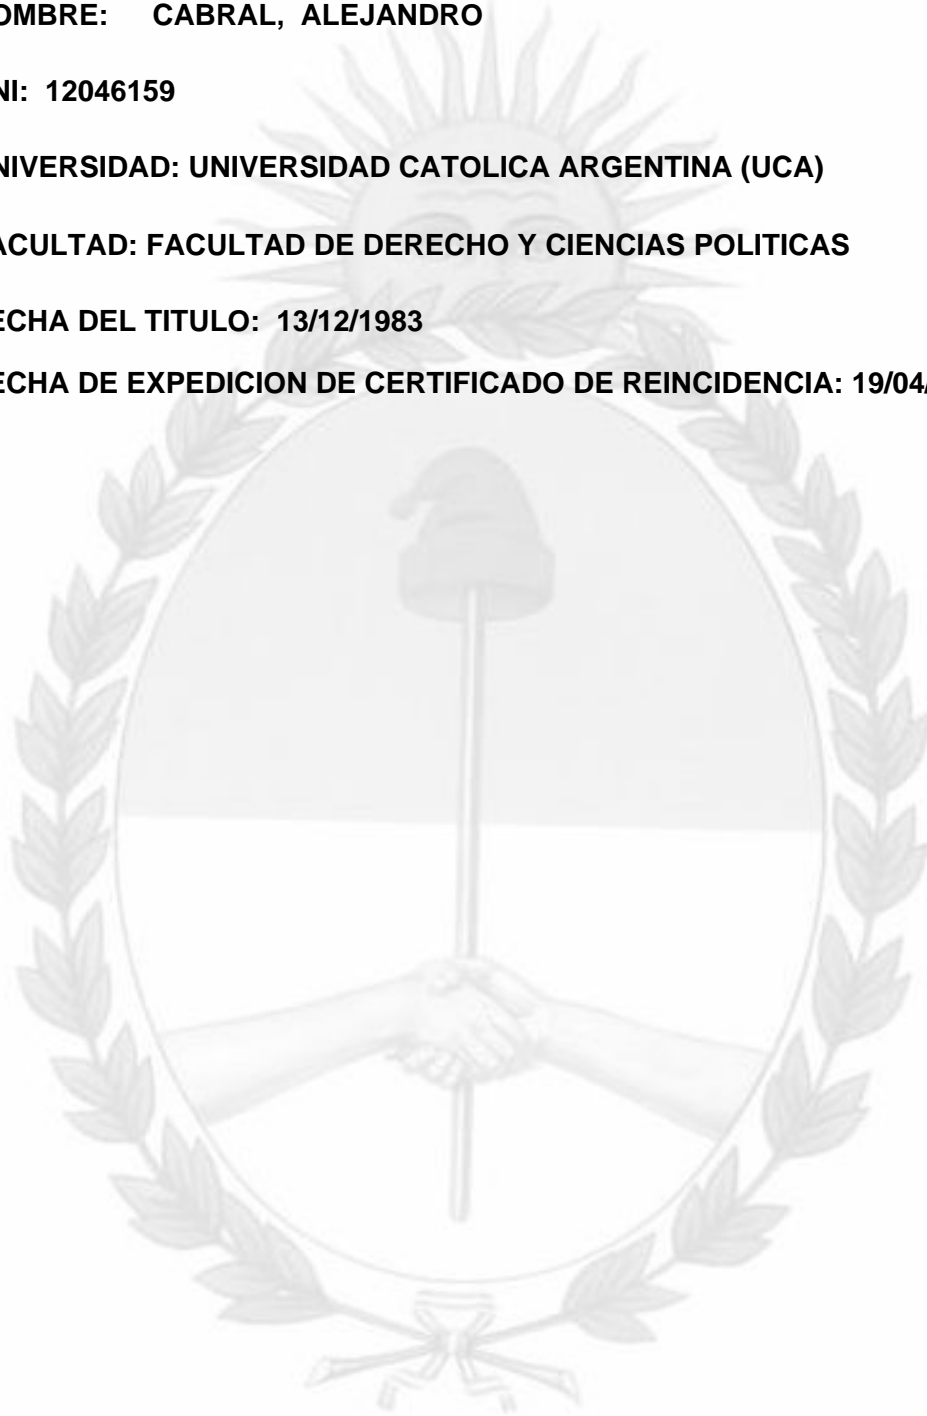 OMBRE: CABRAL, ALEJANDRO
NI: 12046159
NIVERSIDAD: UNIVERSIDAD CATOLICA ARGENTINA (UCA)
ACULTAD: FACULTAD DE DERECHO Y CIENCIAS POLITICAS
ECHA DEL TITULO: 13/12/1983
ECHA DE EXPEDICION DE CERTIFICADO DE REINCIDENCIA: 19/04/